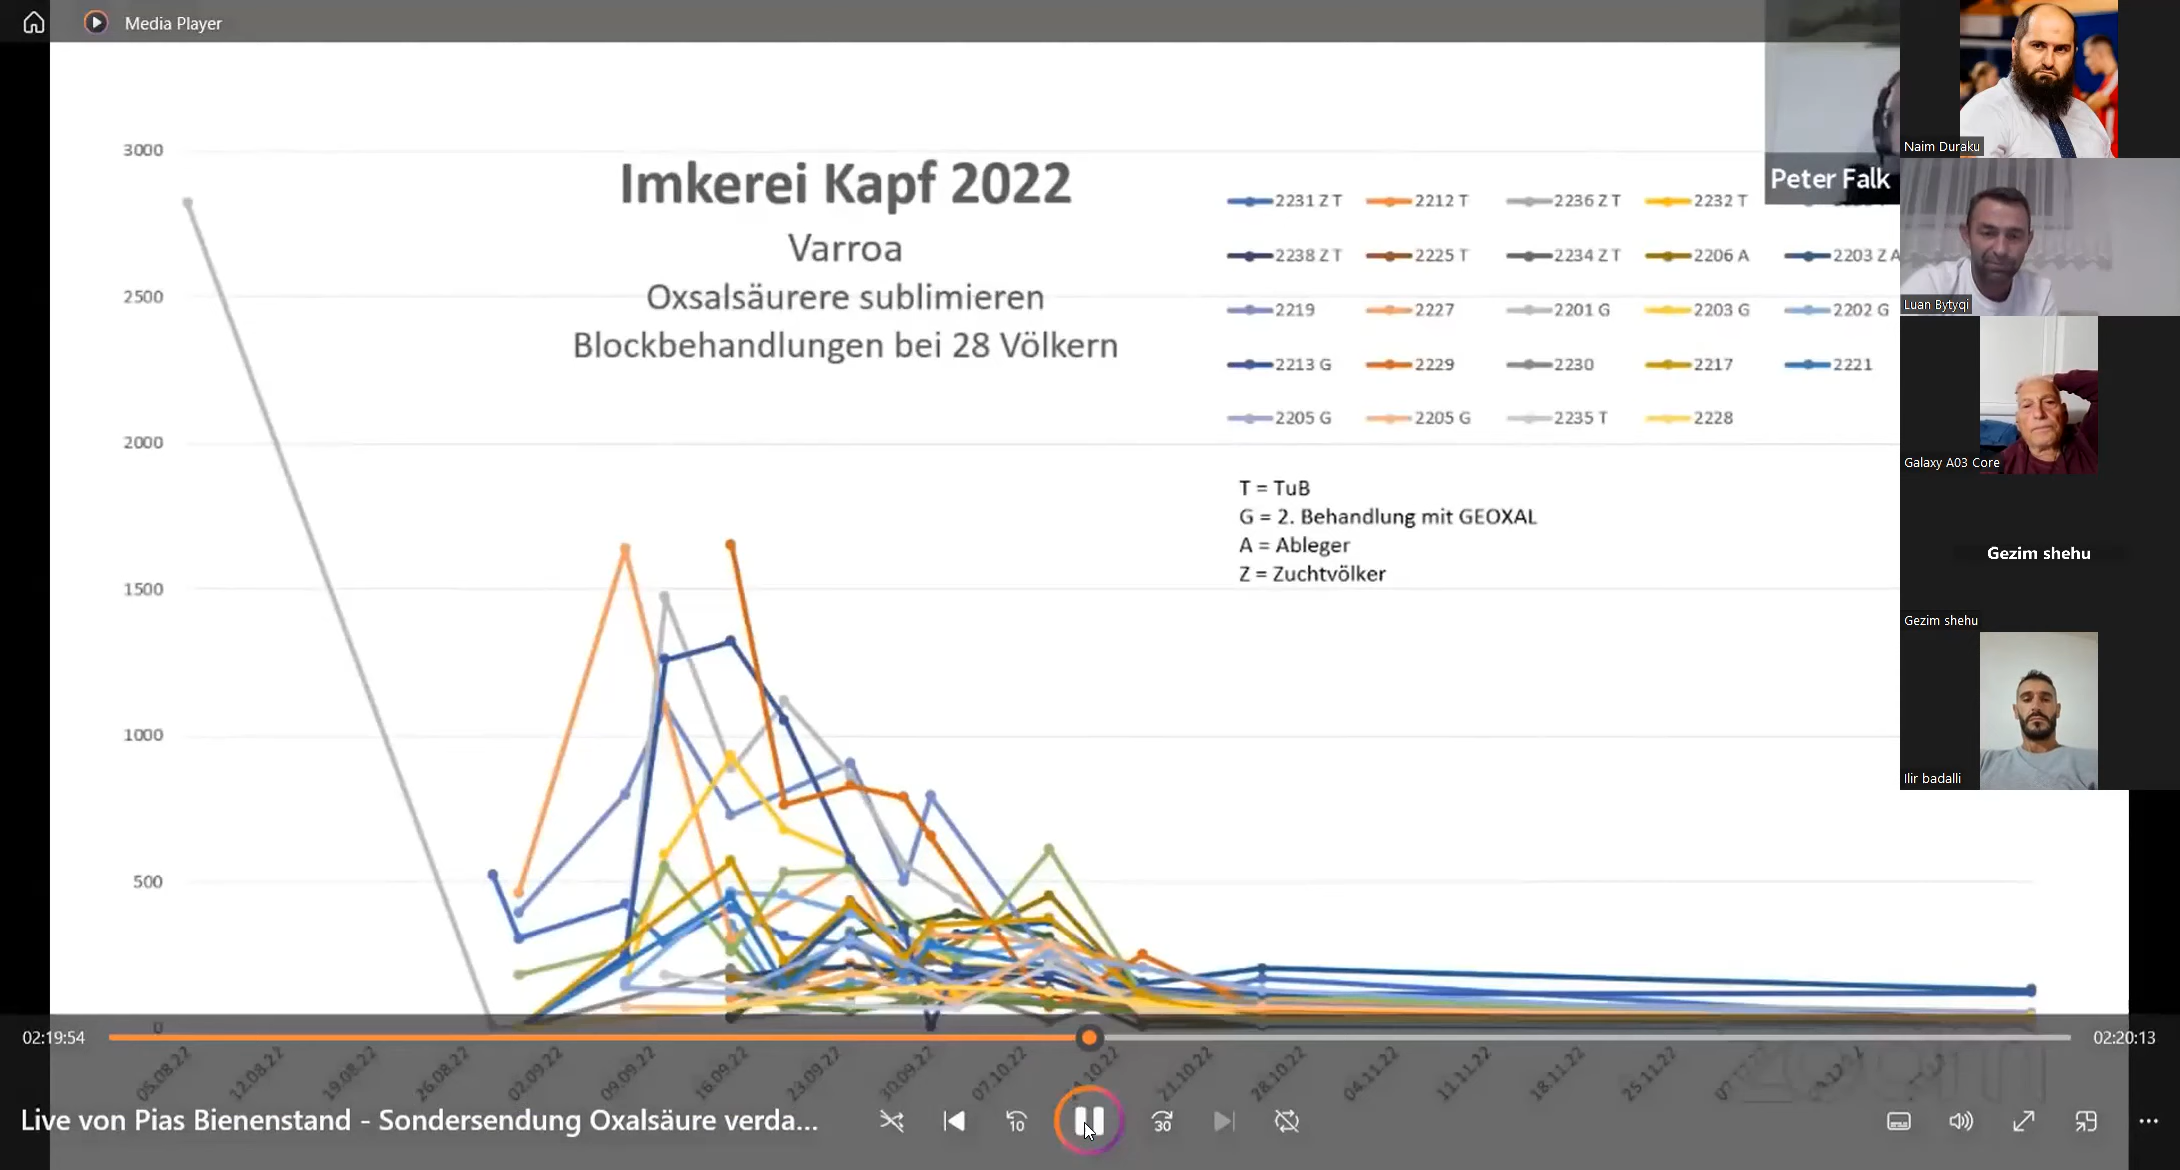 Media Player
Imkerei Kapf 2022
Varroa
Oxsalsäurere sublimieren
Blockbehandlungen bei 28 Völkern
3000
2500
2000
1500
1000
500
0
2231 Z T
2212 T
2236 Z T
2232 T
2238 Z T
2225 T
2234 Z T
2206 A
2203 Z A
2219
2227
2201 G
2203 G
2202 G
2213 G
2229
2230
2217
2221
2205 G
2205 G
2235 T
2228
T = TuB
G = 2. Behandlung mit GEOXAL
A = Ableger
Z = Zuchtvölker
Peter Falk
Naim Duraku
Luan Bytyqi
Galaxy A03 Core
Gezim shehu
Gezim shehu
Ilir badalli
02:19:54
02:20:13
05.08.22
12.08.22
19.08.22
26.08.22
02.09.22
09.09.22
16.09.22
23.09.22
30.09.22
07.10.22
21.10.22
28.10.22
04.11.22
11.11.22
18.11.22
25.11.22
zoom
Live von Pias Bienenstand - Sondersendung Oxalsäure verda...
10
30